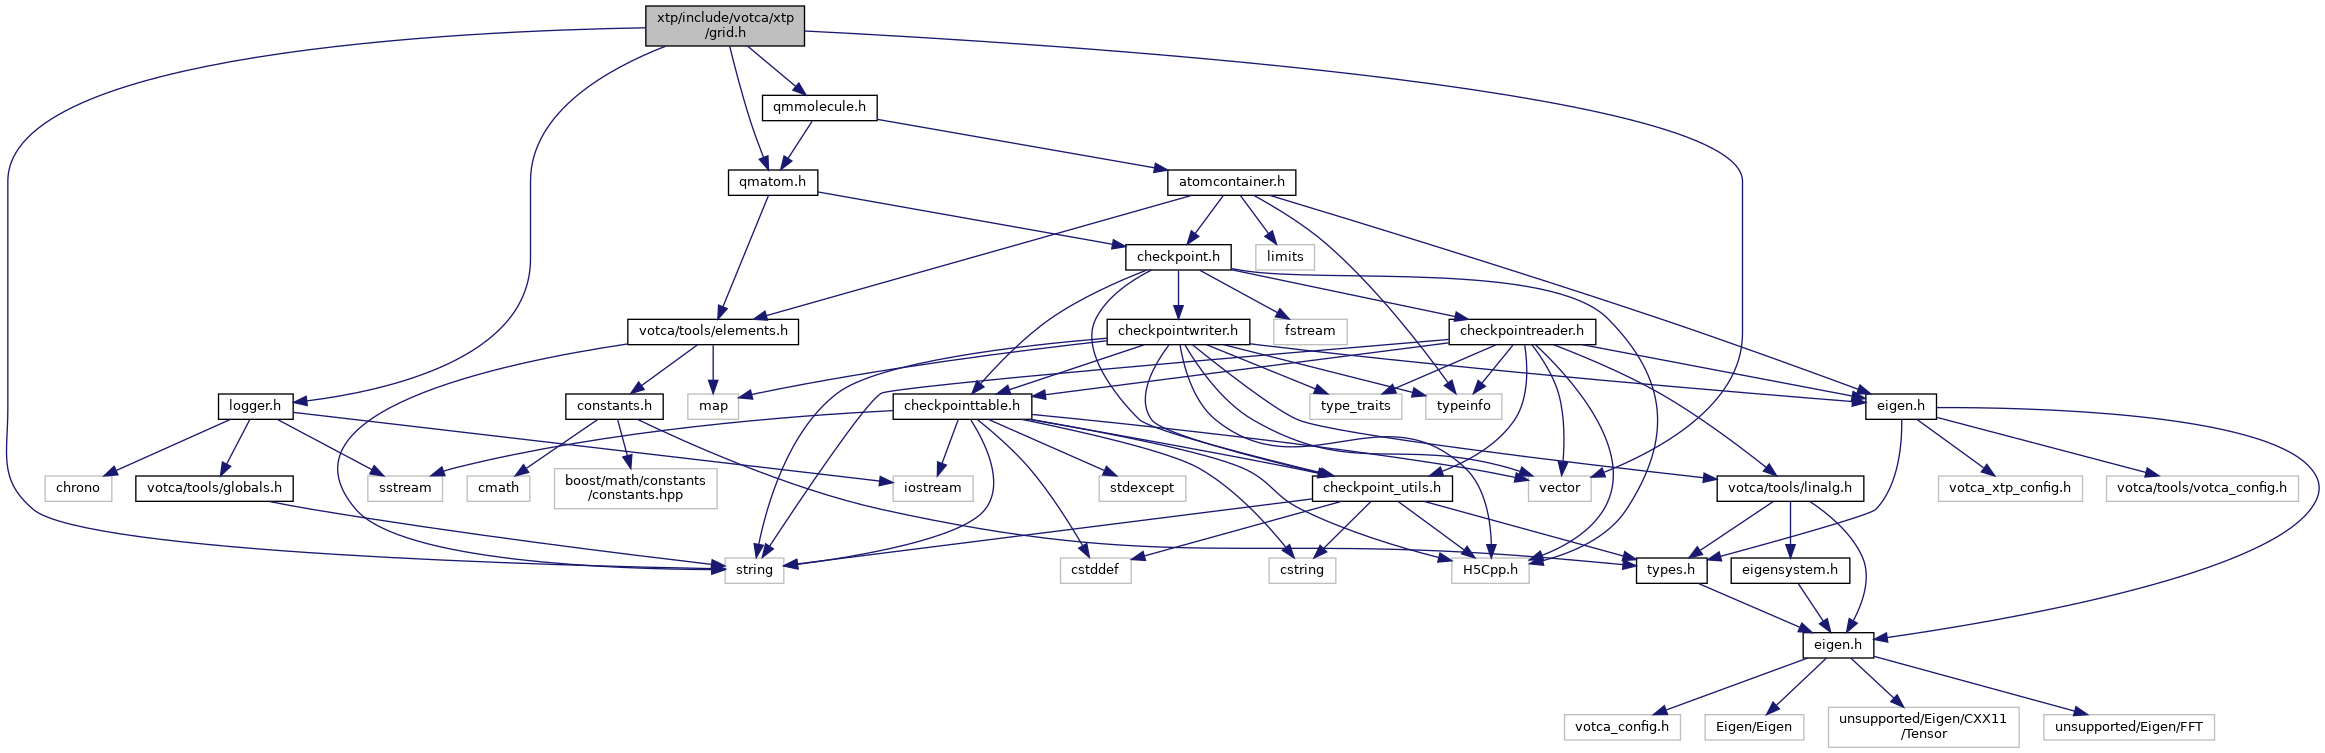 xtp/include/votca/xtp
/grid.h
qmmolecule.h
qmatom.h
atomcontainer.h
checkpoint.h
limits
votca/tools/elements.h
checkpointwriter.h
fstream
checkpointreader.h
logger.h
constants.h
map
checkpointtable.h
type_traits
typeinfo
eigen.h
chrono
votca/tools/globals.h
sstream
cmath
boost/math/constants
/constants.hpp
iostream
stdexcept
checkpoint_utils.h
vector
votca/tools/linalg.h
votca_xtp_config.h
votca/tools/votca_config.h
string
cstddef
cstring
H5Cpp.h
types.h
eigensystem.h
eigen.h
votca_config.h
Eigen/Eigen
unsupported/Eigen/CXX11
/Tensor
unsupported/Eigen/FFT